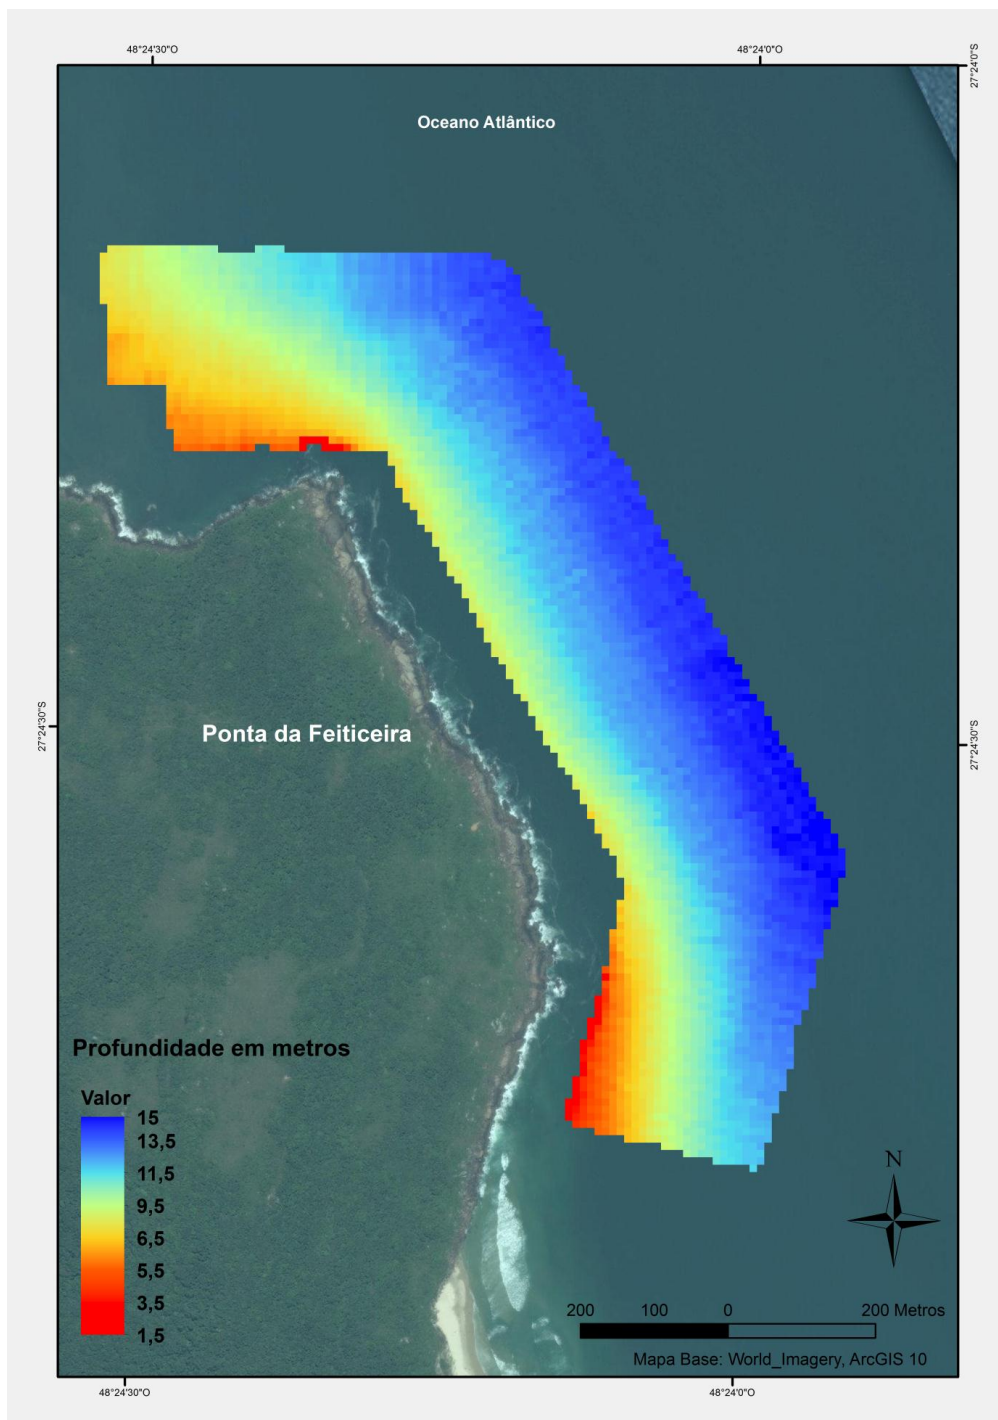 48°24'30"O
48°24'0"O
27°24'0"S
Oceano Atlântico
27°24'30"S
Ponta da Feiticeira
27°24'30"S
Profundidade em metros
Valor
15
13,5
11,5
9,5
6,5
5,5
3,5
1,5
N
200 100 0 200 Metros
Mapa Base: World_Imagery, ArcGIS 10
48°24'30"O
48°24'0"O